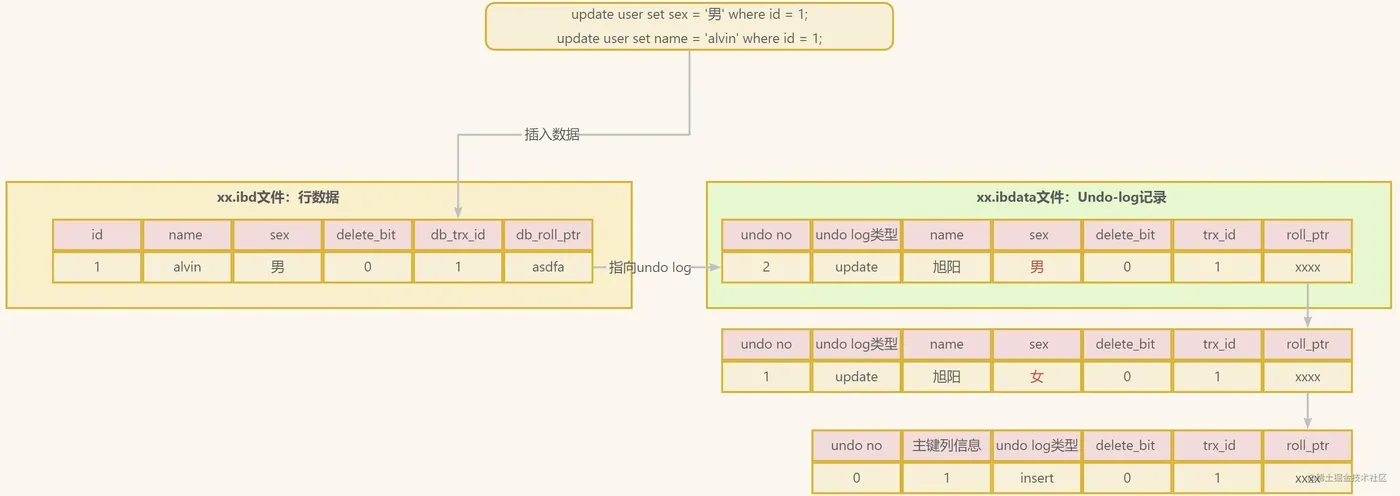 update user set sex = '男' where id = 1;
update user set name = 'alvin' where id = 1;
插入数据
xx.ibd文件：行数据
id name sex delete_bit db_trx_id db_roll_ptr
1 alvin 男 0 1 asdfa
指向undo log
xx.ibdata文件：Undo-log记录
undo no undo log类型 name sex delete_bit trx_id roll_ptr
2 update 旭阳 男 0 1 xxxx
undo no undo log类型 name sex delete_bit trx_id roll_ptr
1 update 旭阳 女 0 1 xxxx
undo no 主键列信息 undo log类型 delete_bit trx_id roll_ptr
0 1 insert 0 1 xxxx
@稀土掘金技术社区